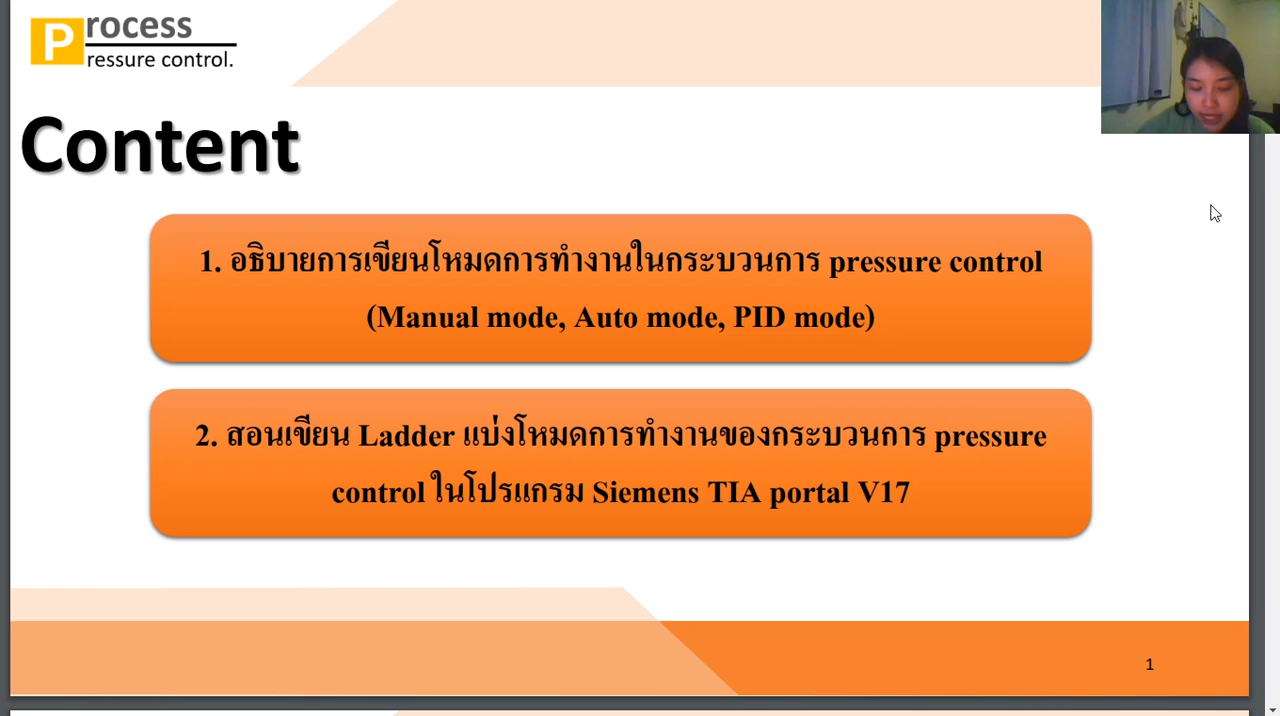 Process
Pressure control.
Content
1. อธิบายการเขียนโหมดการทำงานในกระบวนการ pressure control
(Manual mode, Auto mode, PID mode)
2. สอนเขียน Ladder แบ่งโหมดการทำงานของกระบวนการ pressure
control ในโปรแกรม Siemens TIA portal V17
1